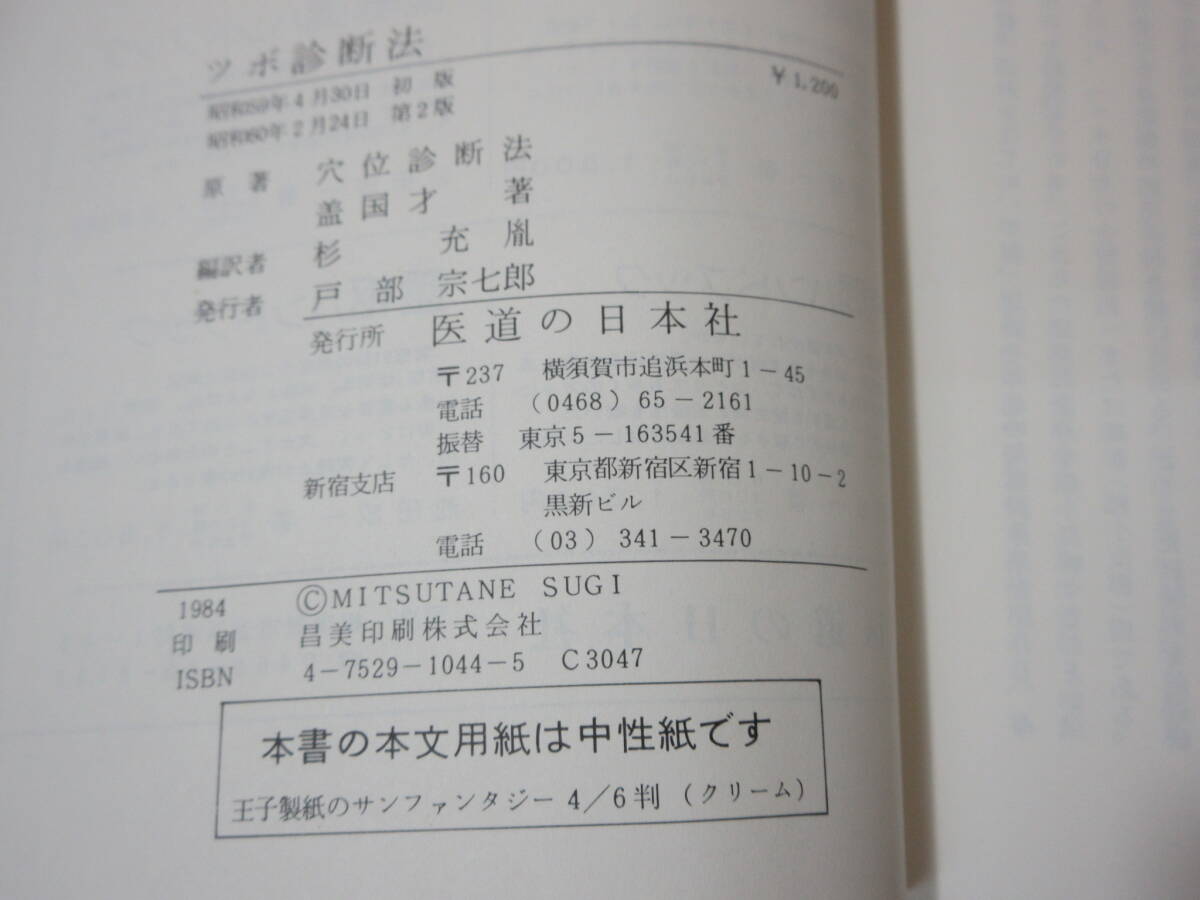 ツボ診断法
昭和59年4月30日 初版
昭和60年2月24日 第2版
¥1,200
原著 穴位診断法
盖国才 著
編訳者 杉 充胤
発行者 戸部 宗七郎
発行所 医道の日本社
〒237 横須賀市追浜本町1-45
電話 (0468) 65-2161
振替 東京5-163541番
新宿支店 〒160 東京都新宿区新宿1-10-2
黒新ビル
電話 (03) 341-3470
1984 ©MITSUTANE SUGI
印刷 昌美印刷株式会社
ISBN 4-7529-1044-5 C3047
本書の本文用紙は中性紙です
王子製紙のサンファンタジー 4/6判 (クリーム)